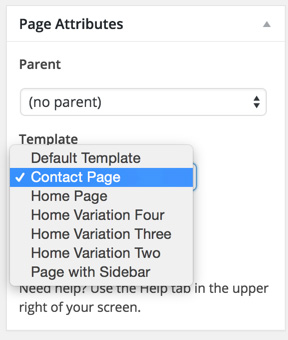 Page Attributes
Parent
(no parent)
Template
Default Template
✓ Contact Page
Home Page
Home Variation Four
Home Variation Three
Home Variation Two
Page with Sidebar
Need help? Use the Help tab in the upper
right of your screen.